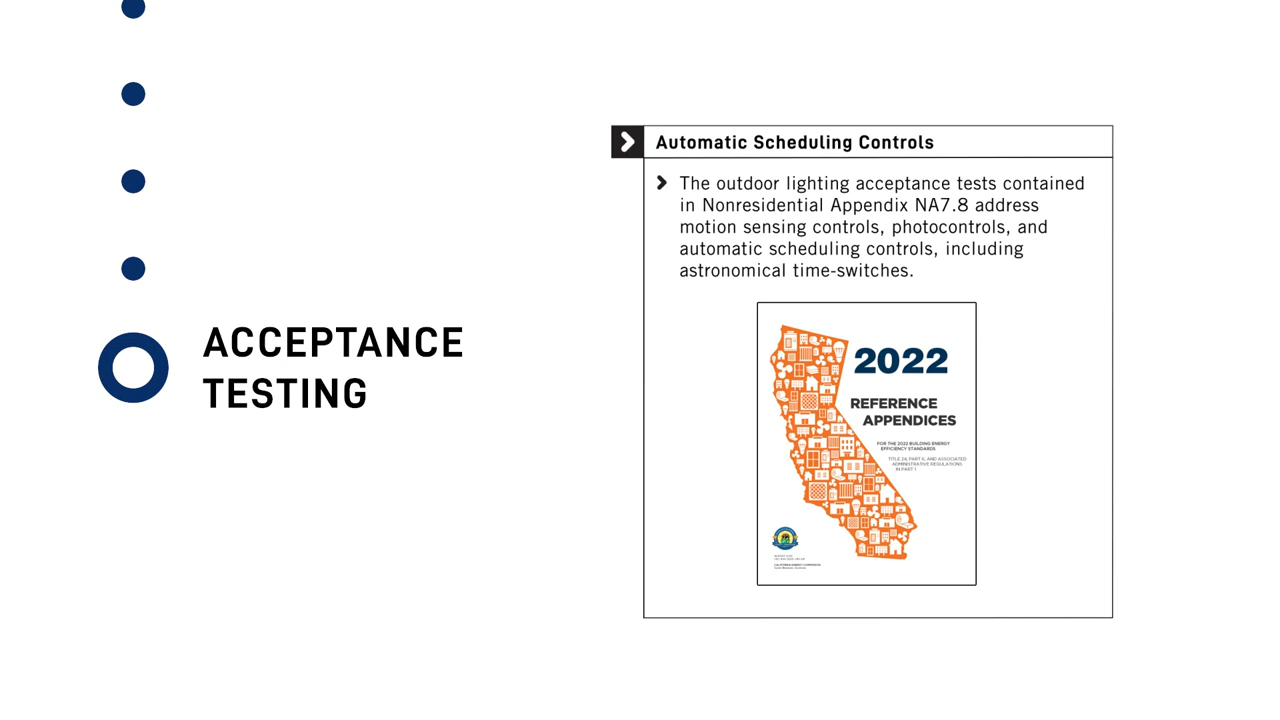 ACCEPTANCE
TESTING
Automatic Scheduling Controls
The outdoor lighting acceptance tests contained
in Nonresidential Appendix NA7.8 address
motion sensing controls, photocontrols, and
automatic scheduling controls, including
astronomical time-switches.
2022
REFERENCE
APPENDICES
FOR THE 2022 BUILDING ENERGY
EFFICIENCY STANDARDS
TITLE 24, PART 6, AND ASSOCIATED
ADMINISTRATIVE REGULATIONS
IN PART 1
CALIFORNIA ENERGY COMMISSION